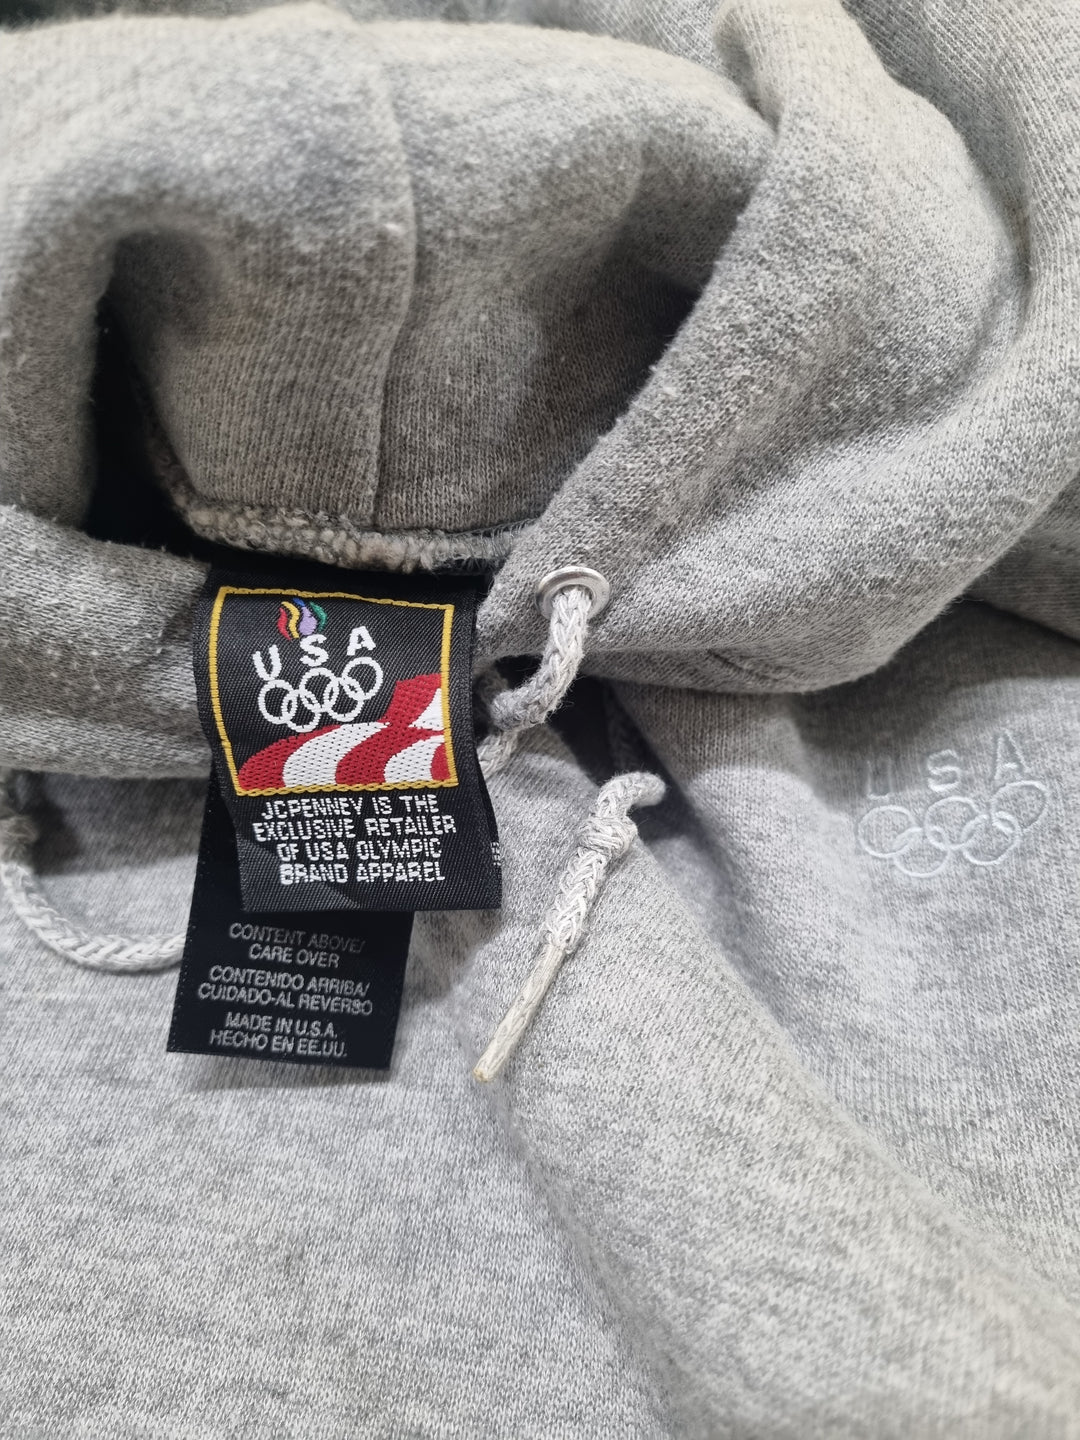 USA
JCPENNEY IS THE
EXCLUSIVE RETAILER
OF USA OLYMPIC
BRAND APPAREL
CONTENT ABOVE/
CARE OVER
CONTENIDO ARRIBA/
CUIDADO-AL REVERSO
MADE IN U.S.A.
HECHO EN EE.UU.
USA